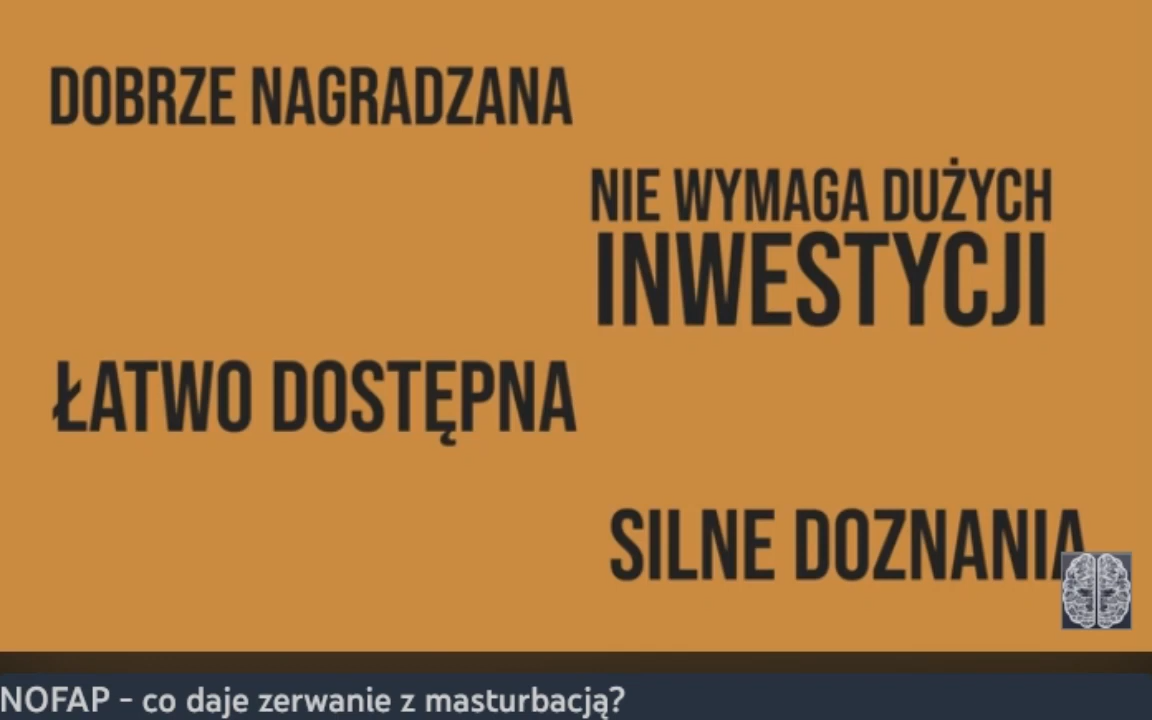 DOBRZE NAGRADZANA
NIE WYMAGA DUŻYCH
INWESTYCJI
ŁATWO DOSTĘPNA
SILNE DOZNANIA
NOFAP - co daje zerwanie z masturbacją?